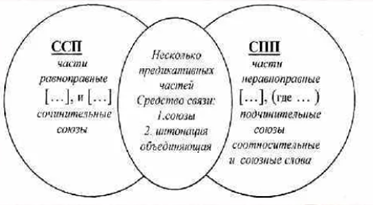 ССП
части
равноправные
[...], и [...]
сочинительные
союзы
Несколько
предикативных
частей
Средство связи:
1.союзы
2. интонация
объединяющая
СПП
части
неравноправные
[...], (где ...)
подчинительные
союзы
соотносительные
и союзные слова